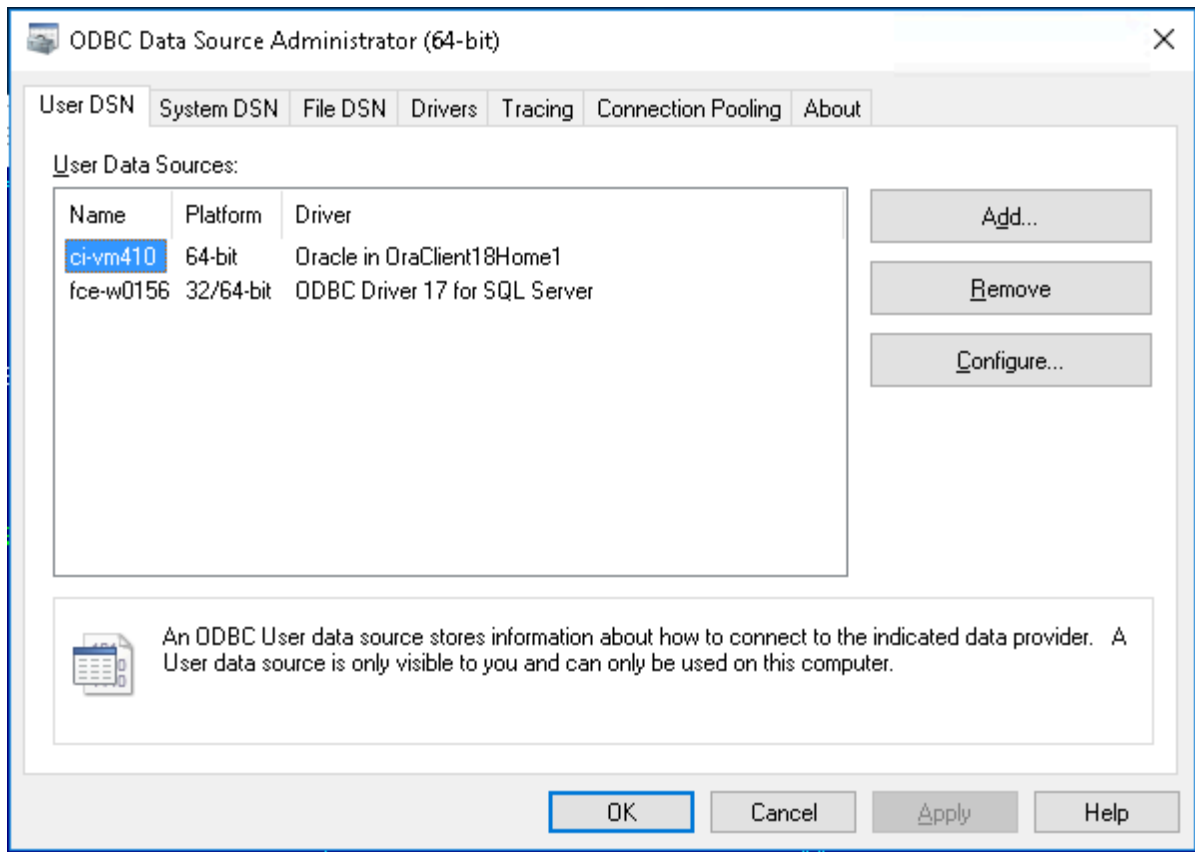 ODBC Data Source Administrator (64-bit)
User DSN System DSN File DSN Drivers Tracing Connection Pooling About
User Data Sources:
Name Platform Driver
ci-vm410 64-bit Oracle in OraClient18Home1
fce-w0156 32/64-bit ODBC Driver 17 for SQL Server
Add...
Remove
Configure...
An ODBC User data source stores information about how to connect to the indicated data provider. A
User data source is only visible to you and can only be used on this computer.
OK Cancel Apply Help